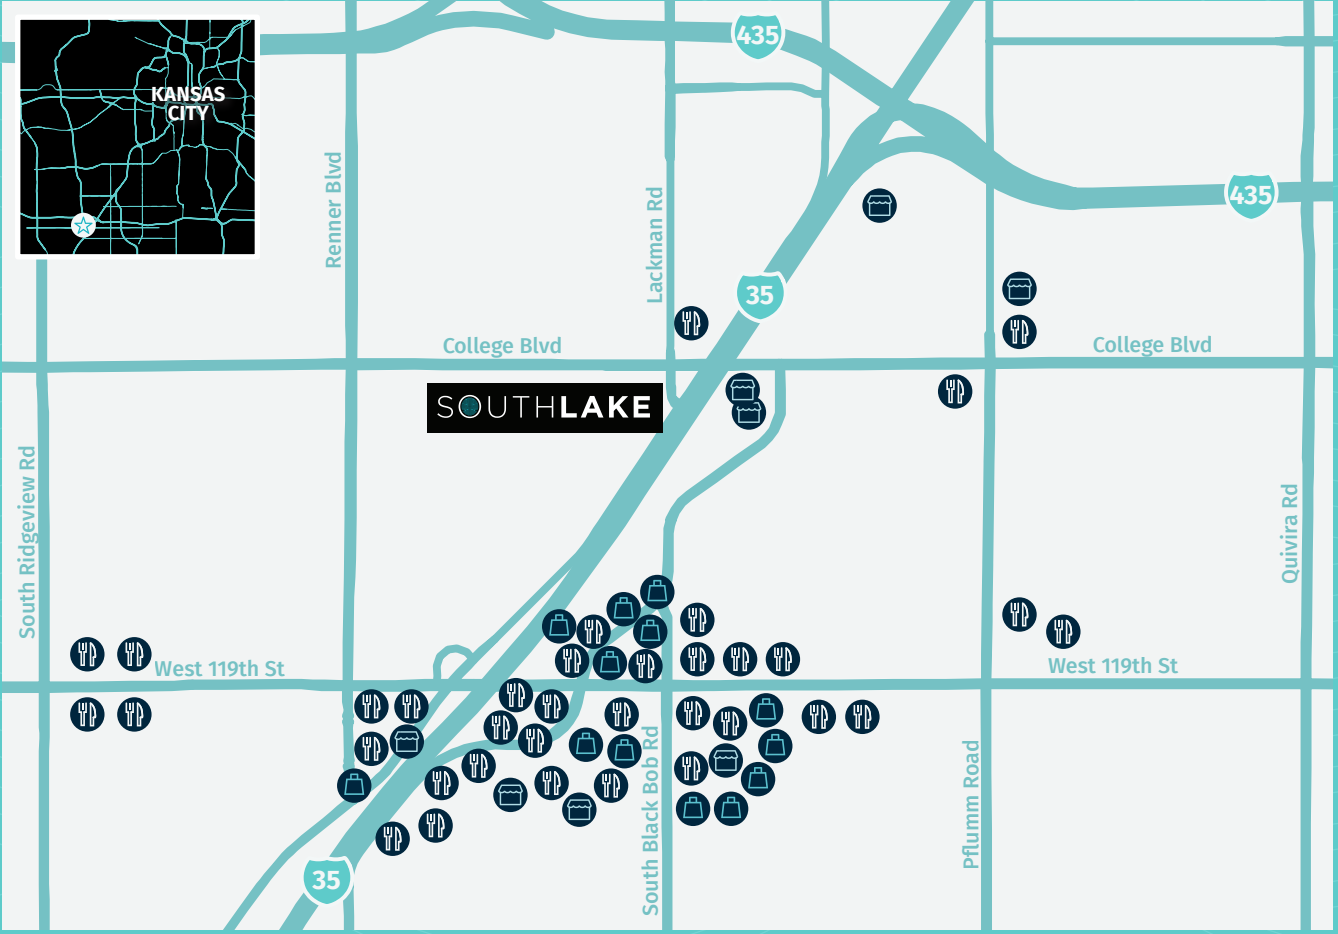 435
KANSAS
CITY
Renner Blvd
Lackman Rd
435
35
College Blvd
College Blvd
SOUTHLAKE
South Ridgeview Rd
Quivira Rd
West 119th St
West 119th St
South Black Bob Rd
Pflumm Road
35